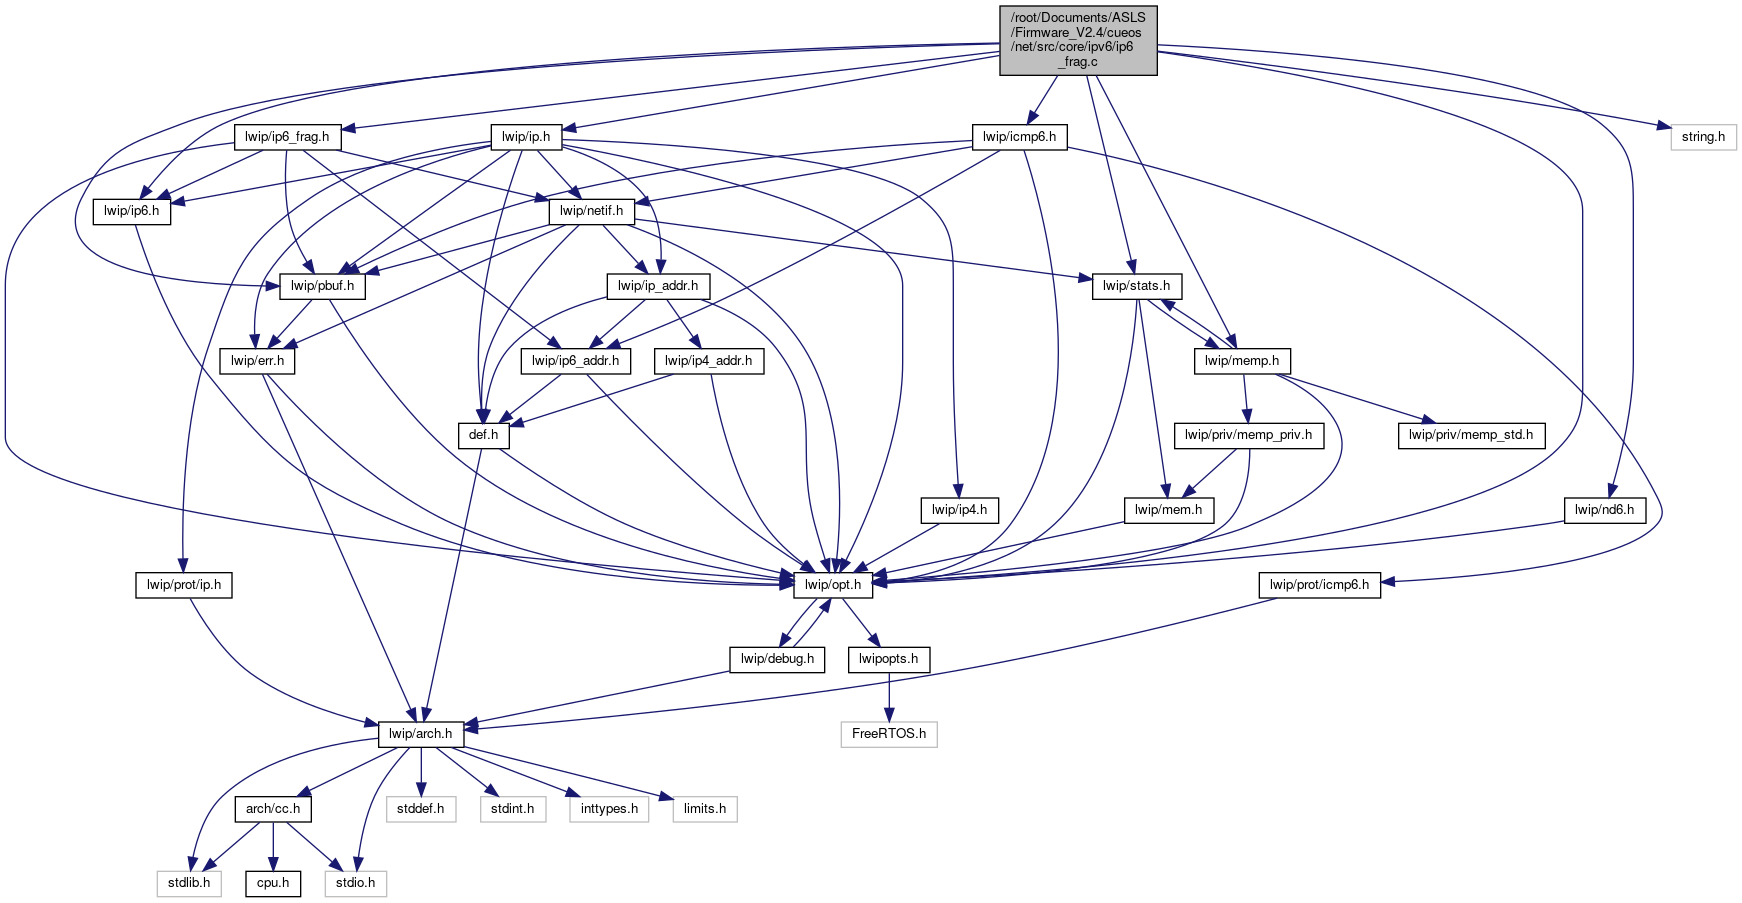 /root/Documents/ASLS
/Firmware_V2.4/cueos
/net/src/core/ipv6/ip6
_frag.c
lwip/ip6_frag.h
lwip/ip.h
lwip/icmp6.h
string.h
lwip/ip6.h
lwip/netif.h
lwip/pbuf.h
lwip/ip_addr.h
lwip/stats.h
lwip/err.h
lwip/ip6_addr.h
lwip/ip4_addr.h
lwip/memp.h
def.h
lwip/priv/memp_priv.h
lwip/priv/memp_std.h
lwip/ip4.h
lwip/mem.h
lwip/nd6.h
lwip/prot/ip.h
lwip/opt.h
lwip/prot/icmp6.h
lwip/debug.h
lwipopts.h
lwip/arch.h
FreeRTOS.h
arch/cc.h
stddef.h
stdint.h
inttypes.h
limits.h
stdlib.h
cpu.h
stdio.h